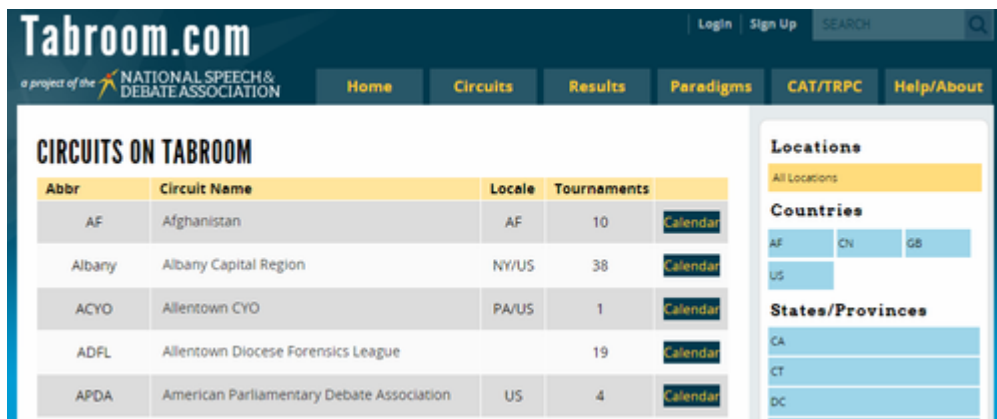 Tabroom.com
Login Sign Up SEARCH
a project of the NATIONAL SPEECH & DEBATE ASSOCIATION
Home Circuits Results Paradigms CAT/TRPC Help/About
CIRCUITS ON TABROOM
Abbr Circuit Name Locale Tournaments
AF Afghanistan AF 10 Calendar
Albany Albany Capital Region NY/US 38 Calendar
ACYO Allentown CYO PA/US 1 Calendar
ADFL Allentown Diocese Forensics League 19 Calendar
APDA American Parliamentary Debate Association US 4 Calendar
Locations
All Locations
Countries
AF CN GB
US
States/Provinces
CA
CT
DC